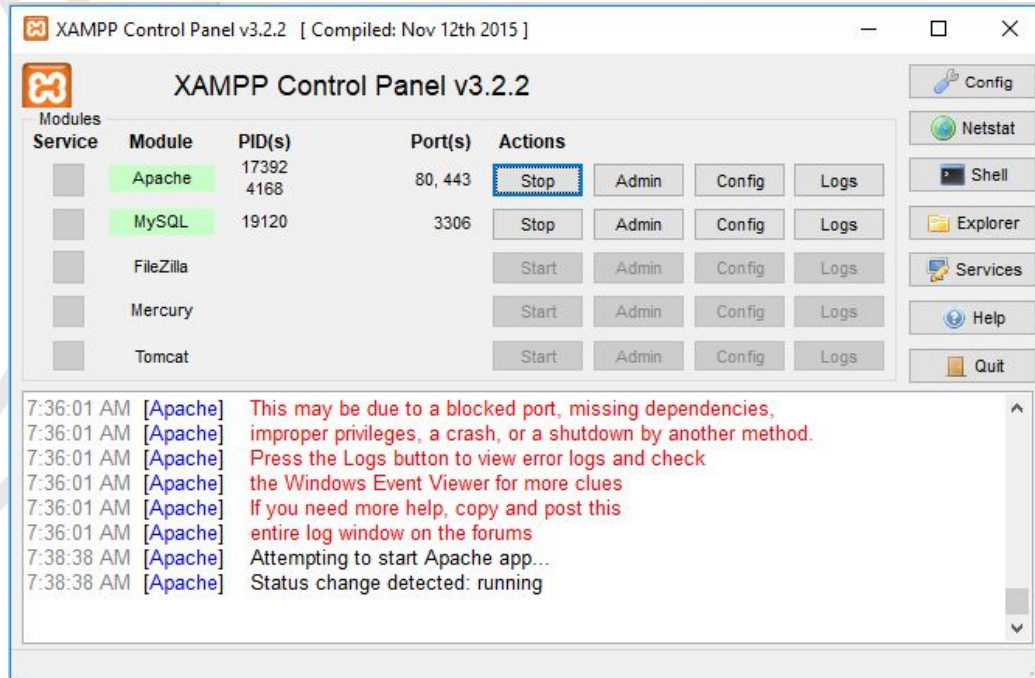 XAMPP Control Panel v3.2.2 [ Compiled: Nov 12th 2015 ]
XAMPP Control Panel v3.2.2
Config
Modules
Service Module PID(s) Port(s) Actions
Netstat
Apache 17392 80, 443 Stop Admin Config Logs
4168
Shell
MySQL 19120 3306 Stop Admin Config Logs
Explorer
FileZilla Start Admin Config Logs
Services
Mercury Start Admin Config Logs
Help
Tomcat Start Admin Config Logs
Quit
7:36:01 AM [Apache] This may be due to a blocked port, missing dependencies,
7:36:01 AM [Apache] improper privileges, a crash, or a shutdown by another method.
7:36:01 AM [Apache] Press the Logs button to view error logs and check
7:36:01 AM [Apache] the Windows Event Viewer for more clues
7:36:01 AM [Apache] If you need more help, copy and post this
7:36:01 AM [Apache] entire log window on the forums
7:38:38 AM [Apache] Attempting to start Apache app...
7:38:38 AM [Apache] Status change detected: running